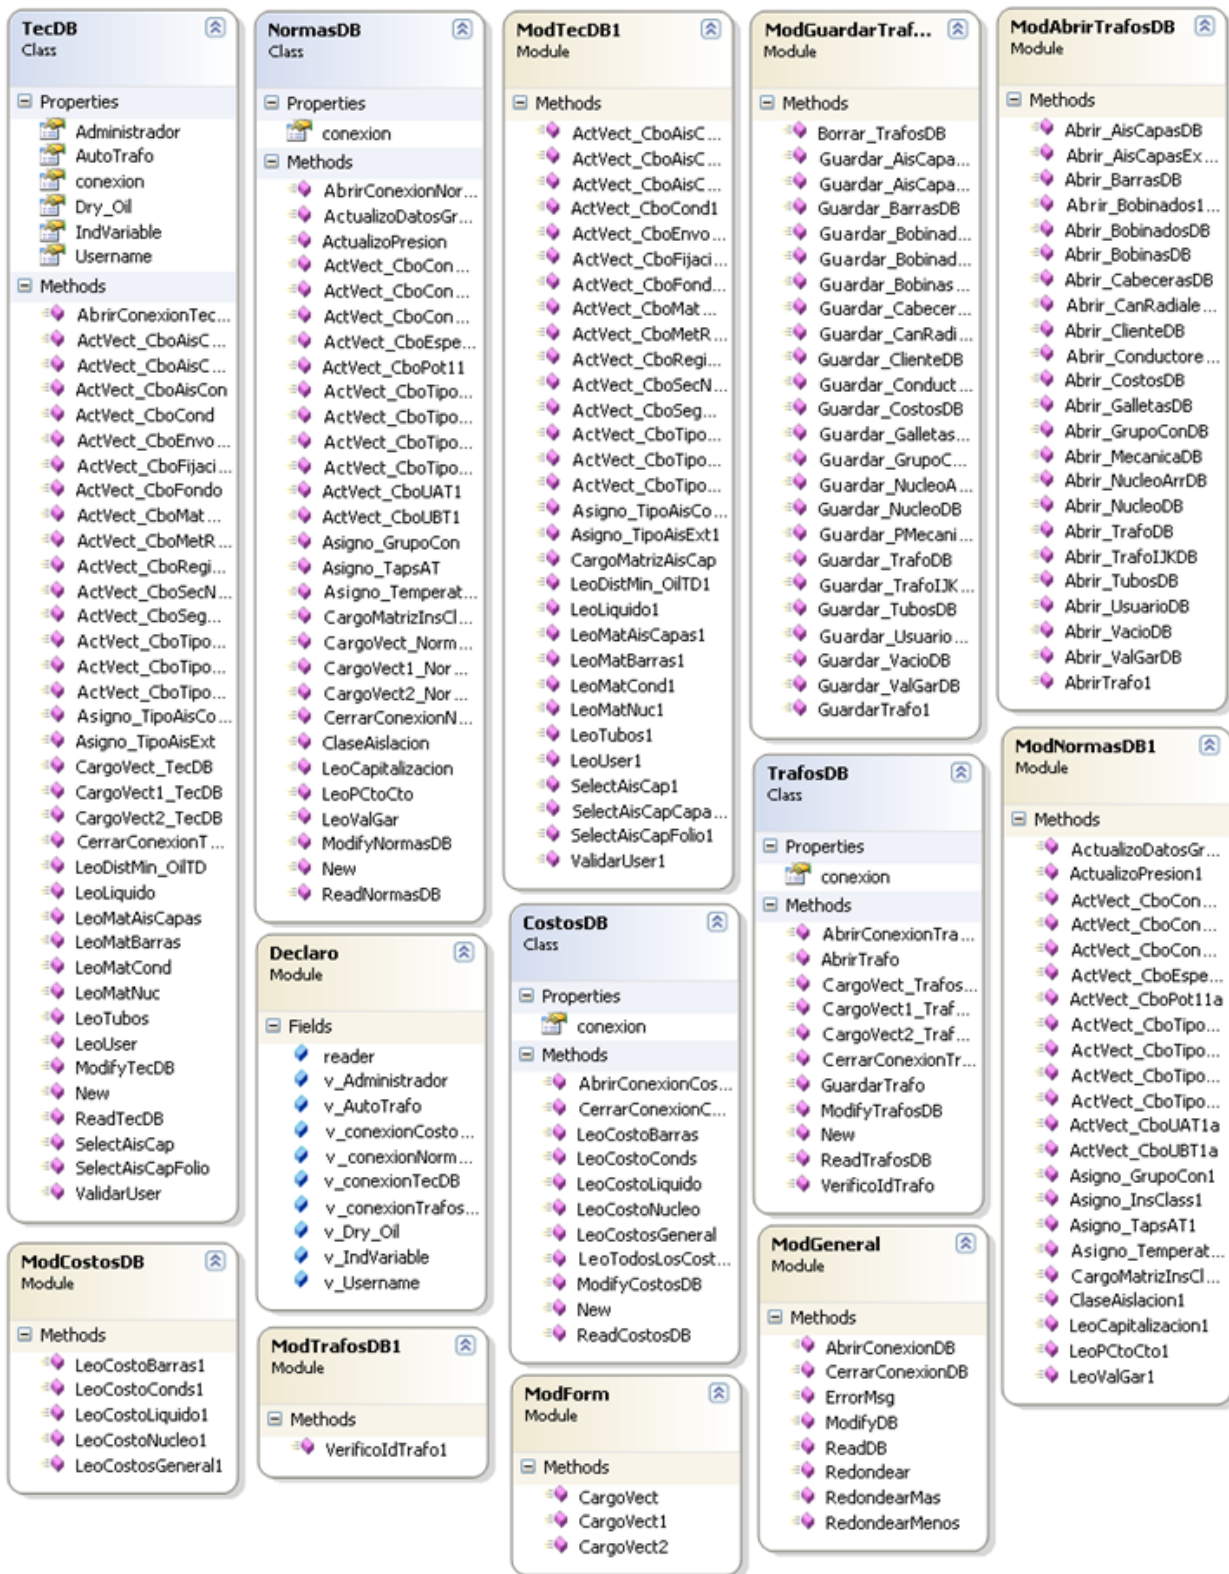 TecDB
Class
Properties
Administrador
AutoTrafo
conexion
Dry_Oil
IndVariable
Username
Methods
AbrirConexionTec...
ActVect_CboAisC...
ActVect_CboAisC...
ActVect_CboAisCon
ActVect_CboCond
ActVect_CboEnvo...
ActVect_CboFijaci...
ActVect_CboFondo
ActVect_CboMat...
ActVect_CboMetR...
ActVect_CboRegi...
ActVect_CboSecN...
ActVect_CboSeg...
ActVect_CboTipo...
ActVect_CboTipo...
ActVect_CboTipo...
Asigno_TipoAisCo...
Asigno_TipoAisExt
CargoVect_TecDB
CargoVect1_TecDB
CargoVect2_TecDB
CerrarConexionT...
LeoDistMin_OilTD
LeoLiquido
LeoMatAisCapas
LeoMatBarras
LeoMatCond
LeoMatNuc
LeoTubos
LeoUser
ModifyTecDB
New
ReadTecDB
SelectAisCap
SelectAisCapFolio
ValidarUser
ModCostosDB
Module
Methods
LeoCostoBarras1
LeoCostoConds1
LeoCostoLiquido1
LeoCostoNucleo1
LeoCostosGeneral1
NormasDB
Class
Properties
conexion
Methods
AbrirConexionNor...
ActualizoDatosGr...
ActualizoPresion
ActVect_CboCon...
ActVect_CboCon...
ActVect_CboCon...
ActVect_CboEspe...
ActVect_CboPot11
ActVect_CboTipo...
ActVect_CboTipo...
ActVect_CboTipo...
ActVect_CboTipo...
ActVect_CboUAT1
ActVect_CboUBT1
Asigno_GrupoCon
Asigno_TapsAT
Asigno_Temperat...
CargoMatrizInsCl...
CargoVect_Norm...
CargoVect1_Nor...
CargoVect2_Nor...
CerrarConexionN...
ClaseAislacion
LeoCapitalizacion
LeoPCtoCto
LeoValGar
ModifyNormasDB
New
ReadNormasDB
Declaro
Module
Fields
reader
v_Administrador
v_AutoTrafo
v_conexionCosto...
v_conexionNorm...
v_conexionTecDB
v_conexionTrafos...
v_Dry_Oil
v_IndVariable
v_Username
ModTrafosDB1
Module
Methods
VerificoIdTrafo1
ModTecDB1
Module
Methods
ActVect_CboAisC...
ActVect_CboAisC...
ActVect_CboAisC...
ActVect_CboCond1
ActVect_CboEnvo...
ActVect_CboFijaci...
ActVect_CboFond...
ActVect_CboMat...
ActVect_CboMetR...
ActVect_CboRegi...
ActVect_CboSecN...
ActVect_CboSeg...
ActVect_CboTipo...
ActVect_CboTipo...
ActVect_CboTipo...
Asigno_TipoAisCo...
Asigno_TipoAisExt1
CargoMatrizAisCap
LeoDistMin_OilTD1
LeoLiquido1
LeoMatAisCapas1
LeoMatBarras1
LeoMatCond1
LeoMatNuc1
LeoTubos1
LeoUser1
SelectAisCap1
SelectAisCapCapa...
SelectAisCapFolio1
ValidarUser1
CostosDB
Class
Properties
conexion
Methods
AbrirConexionCos...
CerrarConexionC...
LeoCostoBarras
LeoCostoConds
LeoCostoLiquido
LeoCostoNucleo
LeoCostosGeneral
LeoTodosLosCost...
ModifyCostosDB
New
ReadCostosDB
ModForm
Module
Methods
CargoVect
CargoVect1
CargoVect2
ModGuardarTraf...
Module
Methods
Borrar_TrafosDB
Guardar_AisCapa...
Guardar_AisCapa...
Guardar_BarrasDB
Guardar_Bobinad...
Guardar_Bobinad...
Guardar_Bobinas...
Guardar_Cabecer...
Guardar_CanRadi...
Guardar_ClienteDB
Guardar_Conduct...
Guardar_CostosDB
Guardar_Galletas...
Guardar_GrupoC...
Guardar_NucleoA...
Guardar_NucleoDB
Guardar_PMecani...
Guardar_TrafoDB
Guardar_TrafoIJK...
Guardar_TubosDB
Guardar_Usuario...
Guardar_VacioDB
Guardar_ValGarDB
GuardarTrafo1
TrafosDB
Class
Properties
conexion
Methods
AbrirConexionTra...
AbrirTrafo
CargoVect_Trafos...
CargoVect1_Traf...
CargoVect2_Traf...
CerrarConexionTr...
GuardarTrafo
ModifyTrafosDB
New
ReadTrafosDB
VerificoIdTrafo
ModGeneral
Module
Methods
AbrirConexionDB
CerrarConexionDB
ErrorMsg
ModifyDB
ReadDB
Redondear
RedondearMas
RedondearMenos
ModAbrirTrafosDB
Module
Methods
Abrir_AisCapasDB
Abrir_AisCapasEx...
Abrir_BarrasDB
Abrir_Bobinados1...
Abrir_BobinadosDB
Abrir_BobinasDB
Abrir_CabecerasDB
Abrir_CanRadiale...
Abrir_ClienteDB
Abrir_Conductore...
Abrir_CostosDB
Abrir_GalletasDB
Abrir_GrupoConDB
Abrir_MecanicaDB
Abrir_NucleoArrDB
Abrir_NucleoDB
Abrir_TrafoDB
Abrir_TrafoIJKDB
Abrir_TubosDB
Abrir_UsuarioDB
Abrir_VacioDB
Abrir_ValGarDB
AbrirTrafo1
ModNormasDB1
Module
Methods
ActualizoDatosGr...
ActualizoPresion1
ActVect_CboCon...
ActVect_CboCon...
ActVect_CboCon...
ActVect_CboEspe...
ActVect_CboPot11a
ActVect_CboTipo...
ActVect_CboTipo...
ActVect_CboTipo...
ActVect_CboTipo...
ActVect_CboUAT1a
ActVect_CboUBT1a
Asigno_GrupoCon1
Asigno_InsClass1
Asigno_TapsAT1
Asigno_Temperat...
CargoMatrizInsCl...
ClaseAislacion1
LeoCapitalizacion1
LeoPCtoCto1
LeoValGar1